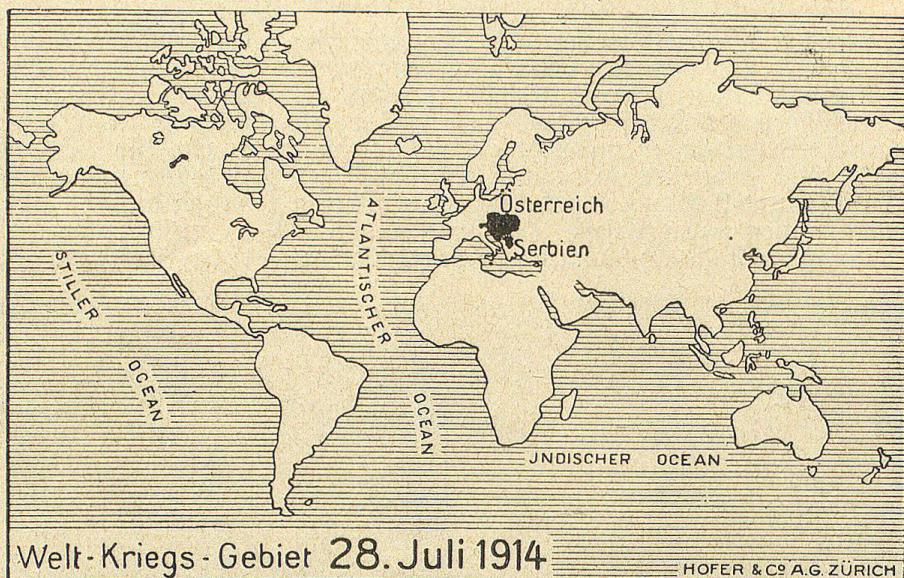 Österreich
Serbien
ATLANTISCHER
OCEAN
STILLER
OCEAN
JNDISCHER OCEAN
Welt-Kriegs-Gebiet 28. Juli 1914
HOFER & Co A.G. ZÜRICH